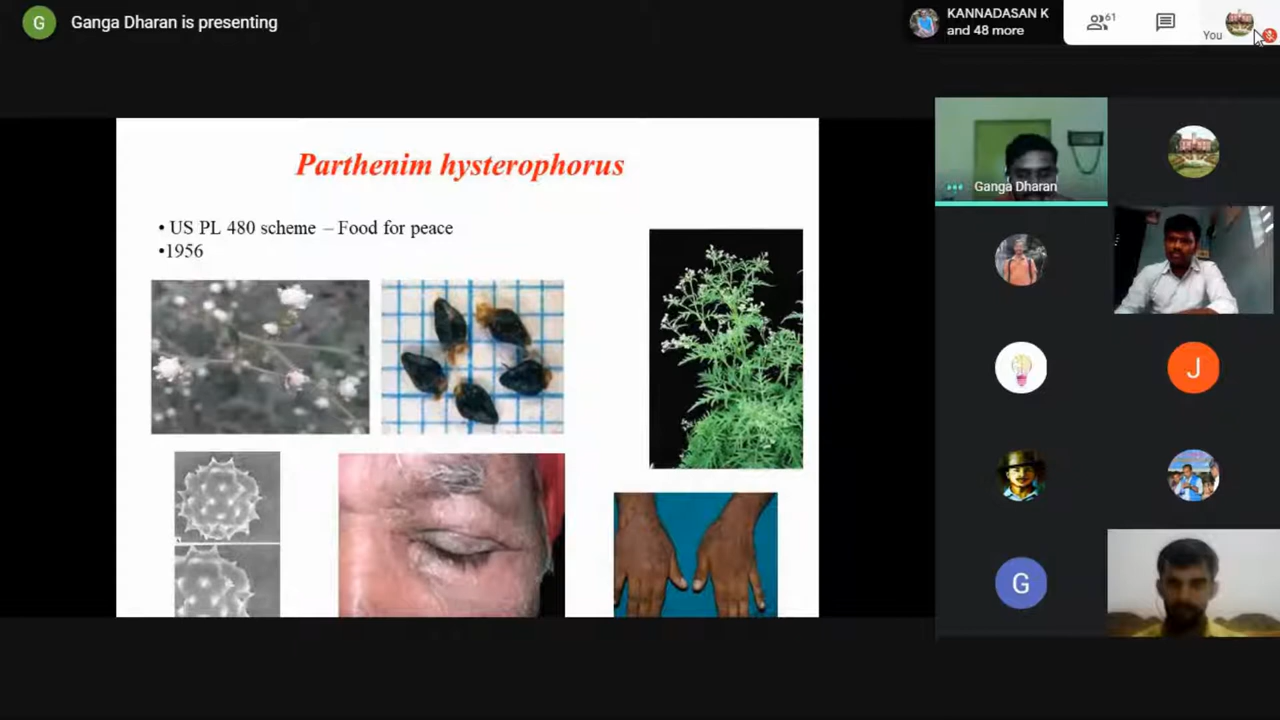 G
Ganga Dharan is presenting
KANNADASAN K
and 48 more
61
You
Parthenim hysterophorus
• US PL 480 scheme – Food for peace
•1956
Ganga Dharan
J
G